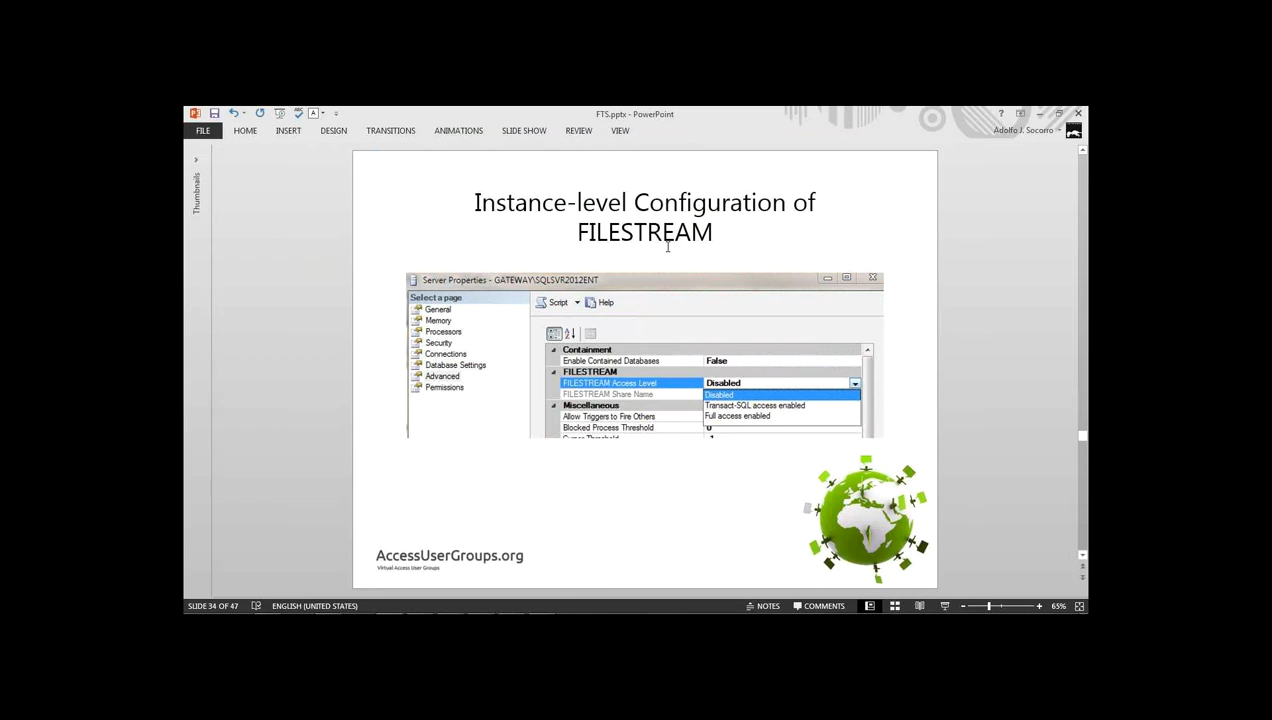 FTS.pptx - PowerPoint
FILE HOME INSERT DESIGN TRANSITIONS ANIMATIONS SLIDE SHOW REVIEW VIEW
Adolfo J. Socorro
Thumbnails
Instance-level Configuration of
FILESTREAM
Server Properties - GATEWAY\SQLSVR2012ENT
Select a page
General
Memory
Processors
Security
Connections
Database Settings
Advanced
Permissions
Script Help
Containment
Enable Contained Databases False
FILESTREAM
FILESTREAM Access Level Disabled
FILESTREAM Share Name Disabled
Miscellaneous Transact-SQL access enabled
Allow Triggers to Fire Others Full access enabled
Blocked Process Threshold 0
AccessUserGroups.org
Virtual Access User Groups
SLIDE 34 OF 47 ENGLISH (UNITED STATES) NOTES COMMENTS 65%